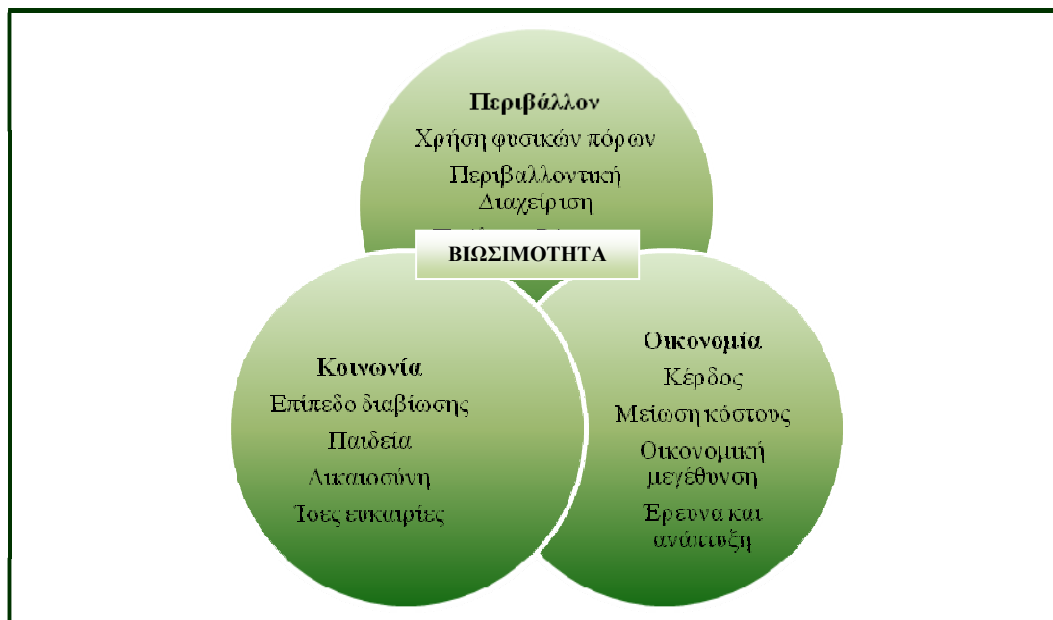 Περιβάλλον
Χρήση φυσικών πόρων
Περιβαλλοντική
Διαχείριση
ΒΙΩΣΙΜΟΤΗΤΑ
Κοινωνία
Επίπεδο διαβίωσης
Παιδεία
Δικαιοσύνη
Ίσες ευκαιρίες
Οικονομία
Κέρδος
Μείωση κόστους
Οικονομική
μεγέθυνση
Έρευνα και
ανάπτυξη